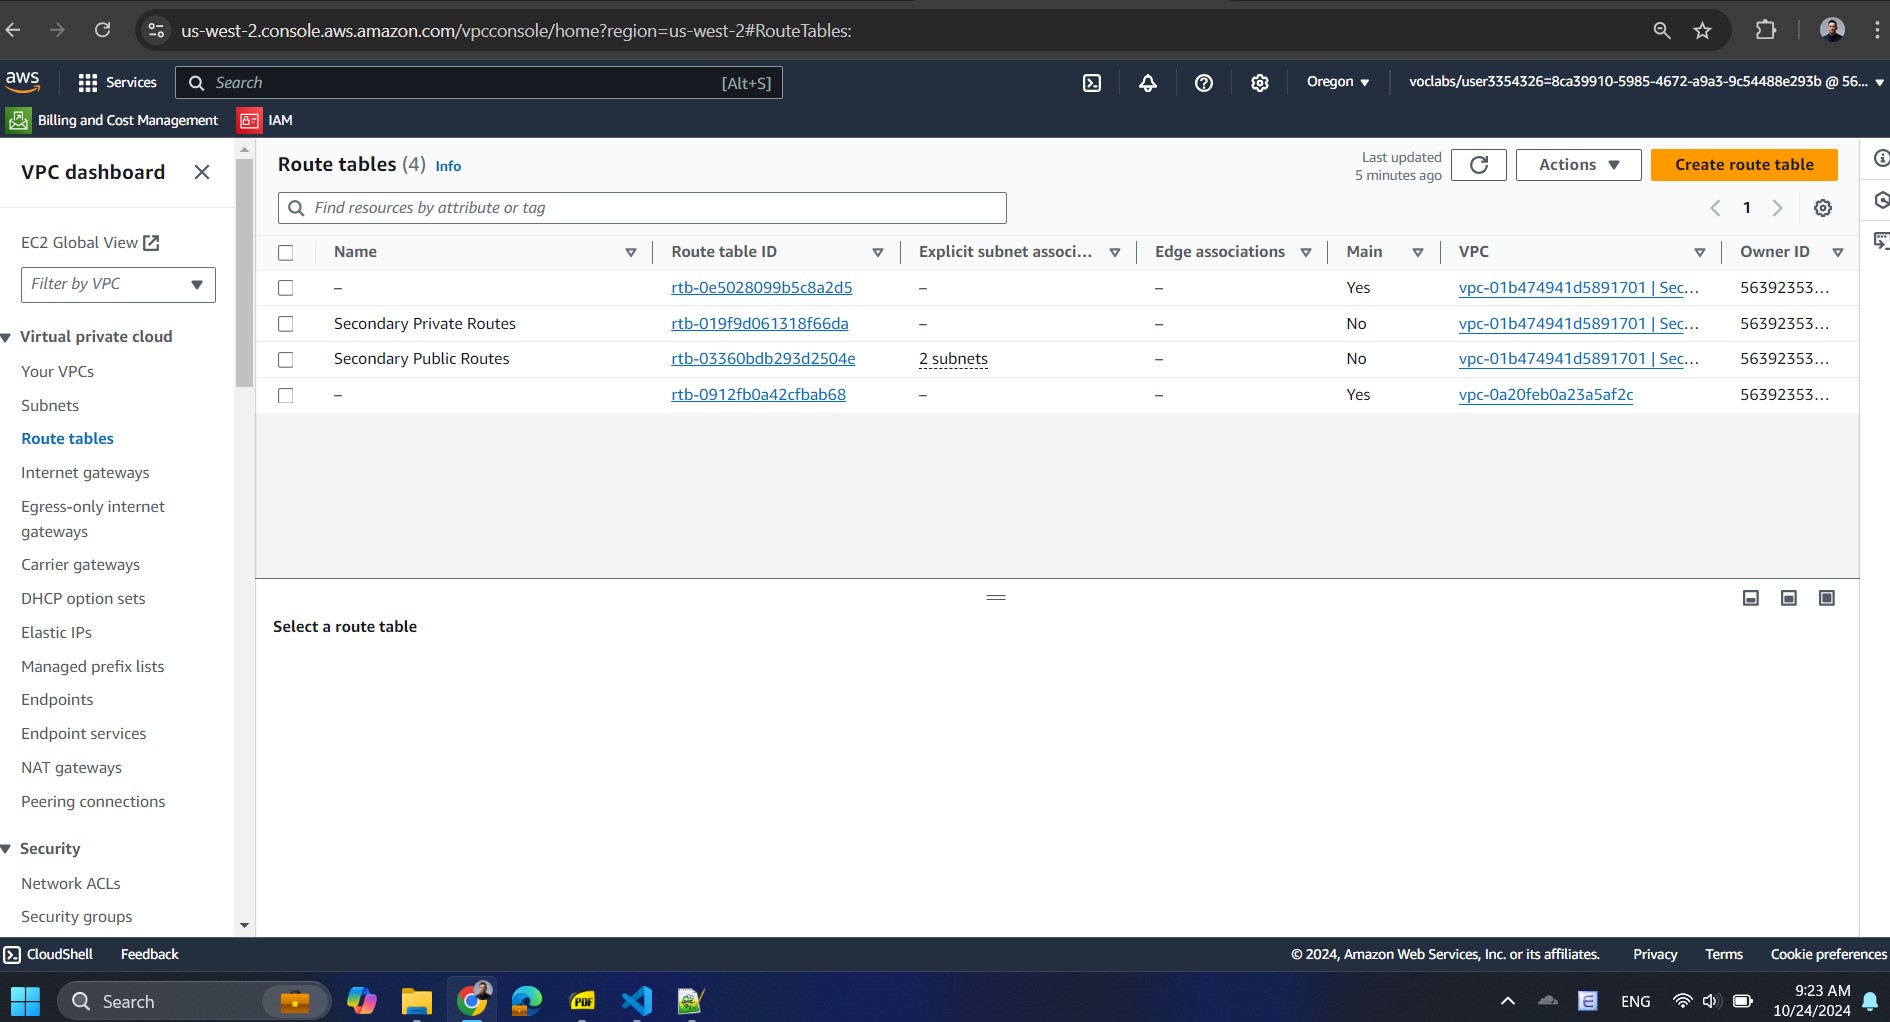 us-west-2.console.aws.amazon.com/vpcconsole/home?region=us-west-2#RouteTables:
aws Services Search [Alt+S] Oregon voclabs/user3354326=8ca39910-5985-4672-a9a3-9c54488e293b @ 56...
Billing and Cost Management IAM
VPC dashboard
EC2 Global View
Filter by VPC
Virtual private cloud
Your VPCs
Subnets
Route tables
Internet gateways
Egress-only internet
gateways
Carrier gateways
DHCP option sets
Elastic IPs
Managed prefix lists
Endpoints
Endpoint services
NAT gateways
Peering connections
Security
Network ACLs
Security groups
Route tables (4) Info
Last updated
5 minutes ago
Actions
Create route table
Find resources by attribute or tag
1
Name Route table ID Explicit subnet associ... Edge associations Main VPC Owner ID
– rtb-0e5028099b5c8a2d5 – – Yes vpc-01b474941d5891701 | Sec... 56392353...
Secondary Private Routes rtb-019f9d061318f66da – – No vpc-01b474941d5891701 | Sec... 56392353...
Secondary Public Routes rtb-03360bdb293d2504e 2 subnets – No vpc-01b474941d5891701 | Sec... 56392353...
– rtb-0912fb0a42cfbab68 – – Yes vpc-0a20feb0a23a5af2c 56392353...
Select a route table
CloudShell Feedback © 2024, Amazon Web Services, Inc. or its affiliates. Privacy Terms Cookie preferences
Search PDF E ENG 9:23 AM
10/24/2024